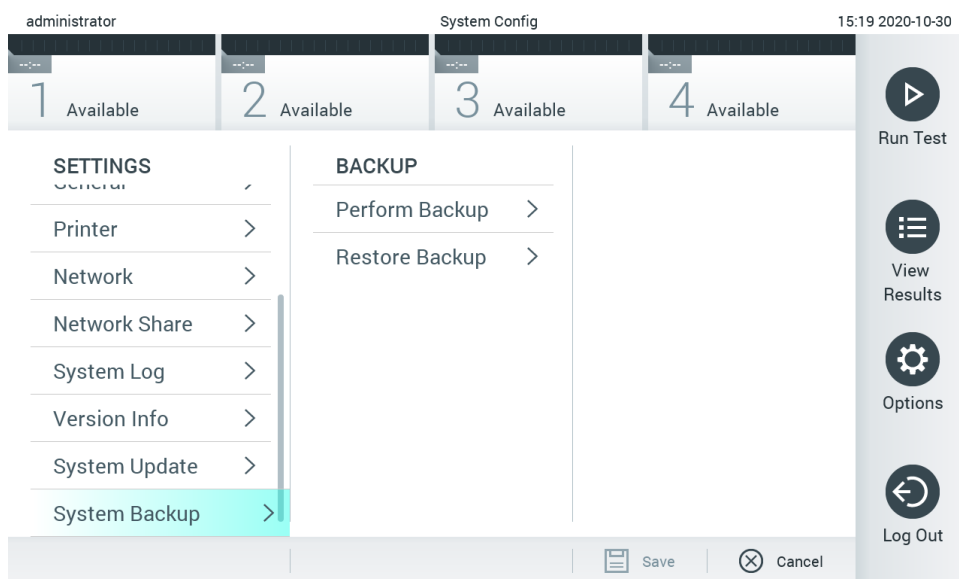 administrator
System Config
15:19 2020-10-30
--:--
--:--
--:--
--:--
1 Available
2 Available
3 Available
4 Available
Run Test
View
Results
Options
Log Out
SETTINGS
General
Printer
Network
Network Share
System Log
Version Info
System Update
System Backup
BACKUP
Perform Backup
Restore Backup
Save
Cancel